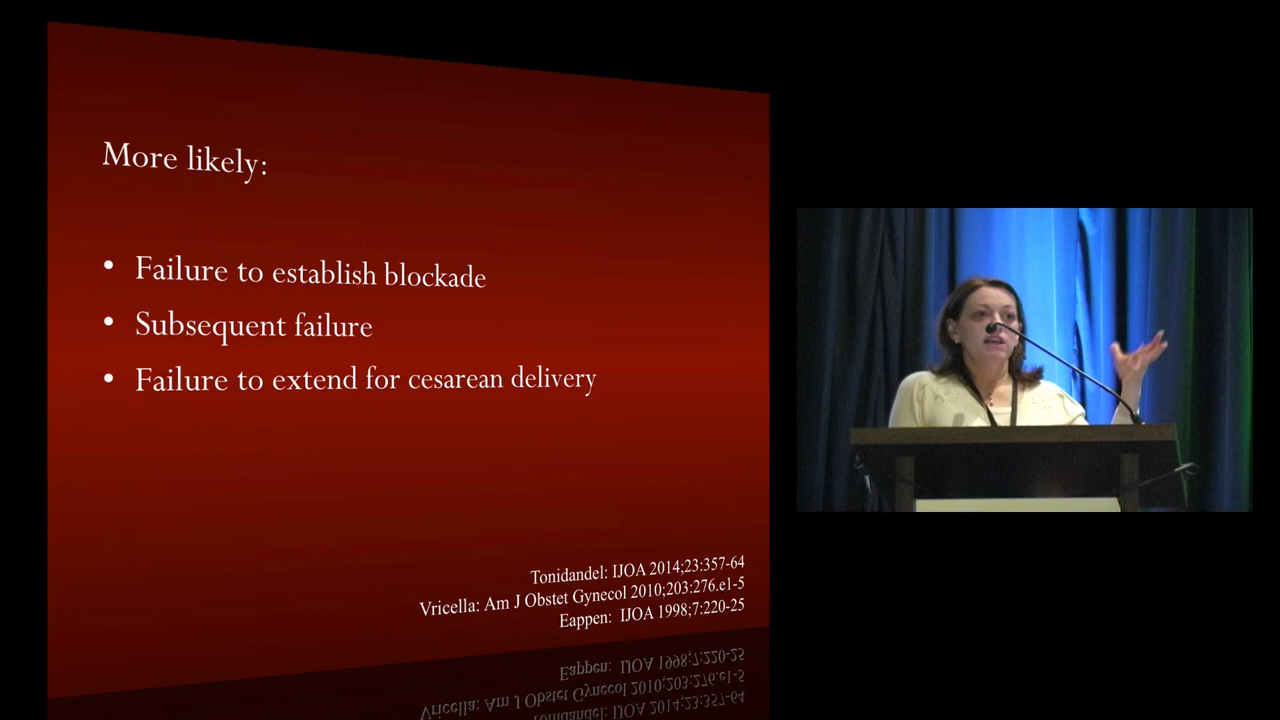 More likely:
• Failure to establish blockade
• Subsequent failure
• Failure to extend for cesarean delivery
Tonidandel: IJOA 2014;23:357-64
Vricella: Am J Obstet Gynecol 2010;203:276.e1-5
Eappen: IJOA 1998;7:220-25